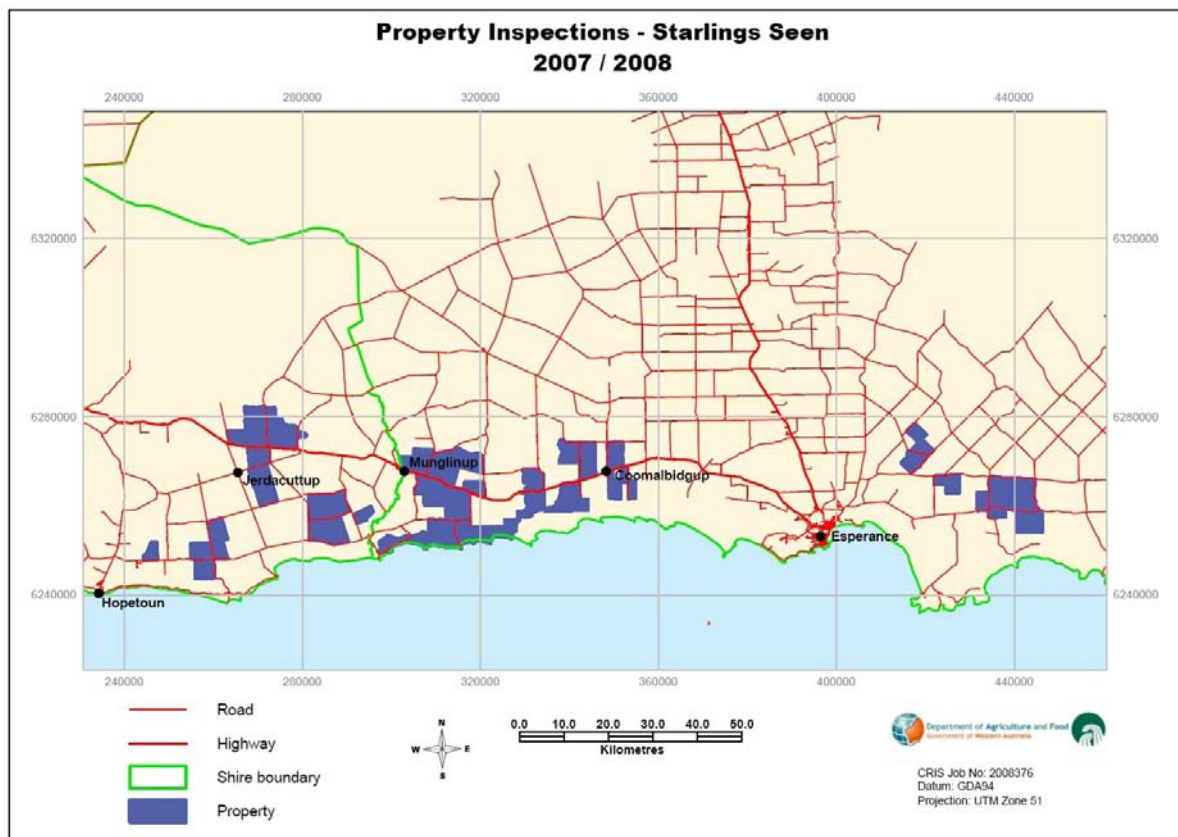 Property Inspections - Starlings Seen
2007 / 2008
240000 280000 320000 360000 400000 440000
6320000 6320000
6280000 6280000
Munglinup
Jerdacuttup Coomalbidgup
Esperance
6240000 6240000
Hopetoun
240000 280000 320000 360000 400000 440000
Road
Highway
Shire boundary
Property
N
W E
S
0.0 10.0 20.0 30.0 40.0 50.0
Kilometres
Department of Agriculture and Food
Government of Western Australia
CRIS Job No: 2008376
Datum: GDA94
Projection: UTM Zone 51